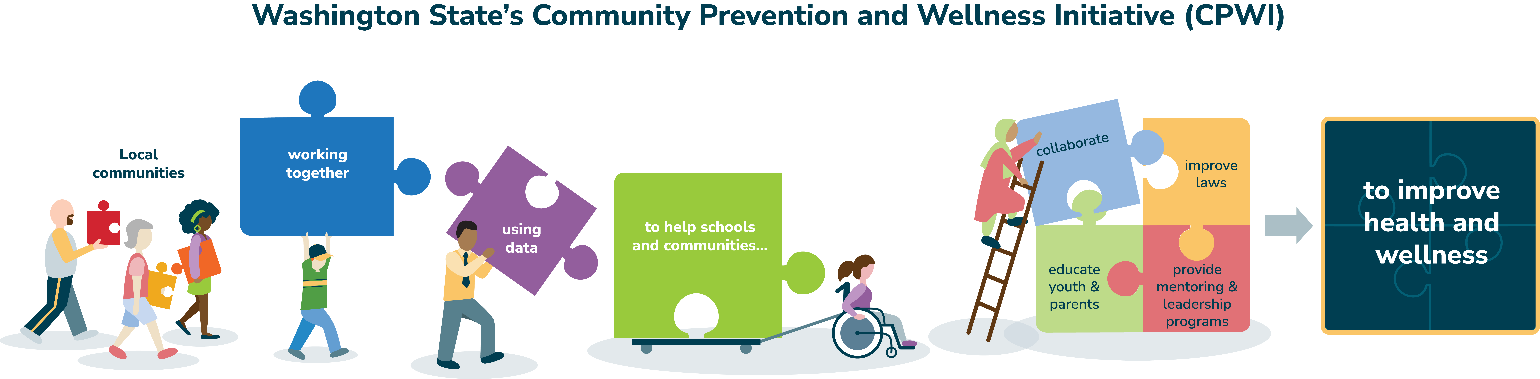 Washington State’s Community Prevention and Wellness Initiative (CPWI)
Local
communities
working
together
using
data
to help schools
and communities...
collaborate
improve
laws
educate
youth &
parents
provide
mentoring &
leadership
programs
to improve
health and
wellness